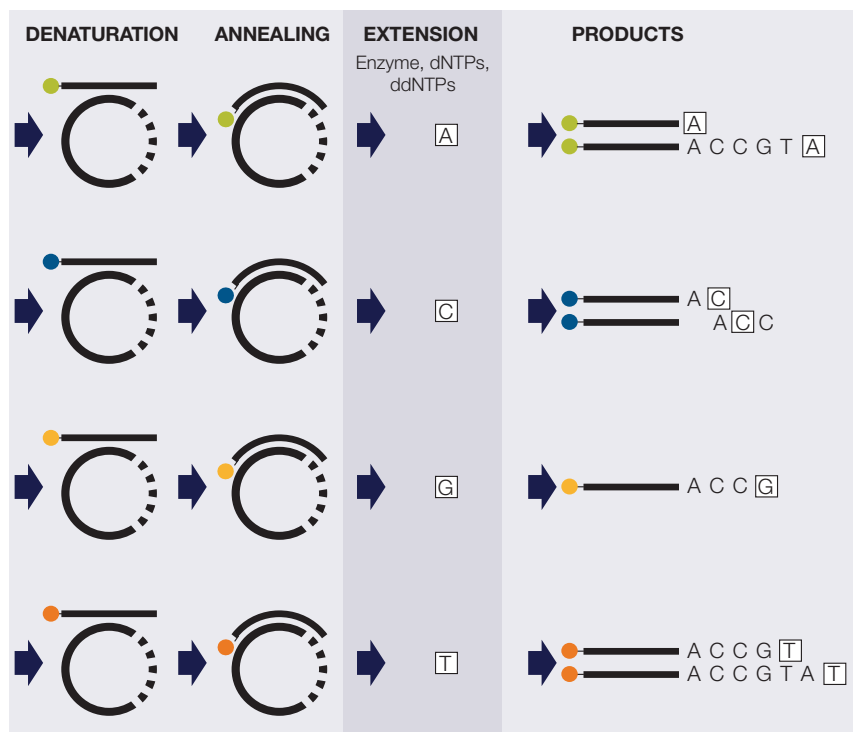 DENATURATION ANNEALING EXTENSION PRODUCTS
Enzyme, dNTPs,
ddNTPs
A
A
A C C G T A
C
A C
A C C
G
A C C G
T
A C C G T
A C C G T A T